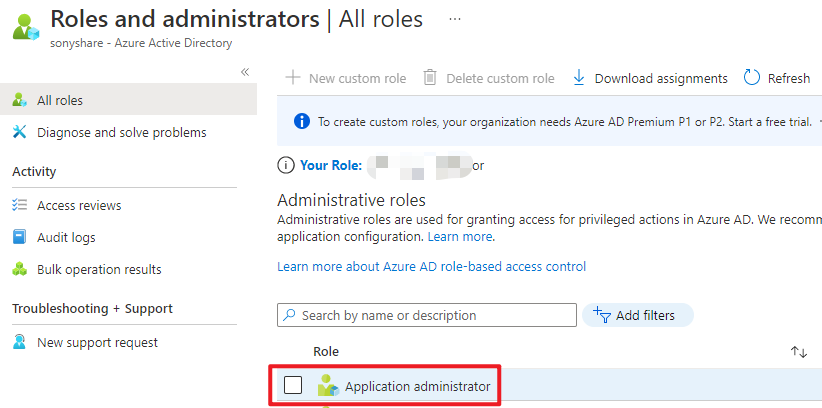 Roles and administrators | All roles ...
sonyshare - Azure Active Directory
«
All roles
Diagnose and solve problems
Activity
Access reviews
Audit logs
Bulk operation results
Troubleshooting + Support
New support request
New custom role
Delete custom role
Download assignments
Refresh
To create custom roles, your organization needs Azure AD Premium P1 or P2. Start a free trial.
Your Role: or
Administrative roles
Administrative roles are used for granting access for privileged actions in Azure AD. We recomm
application configuration. Learn more.
Learn more about Azure AD role-based access control
Search by name or description
Add filters
Role
Application administrator